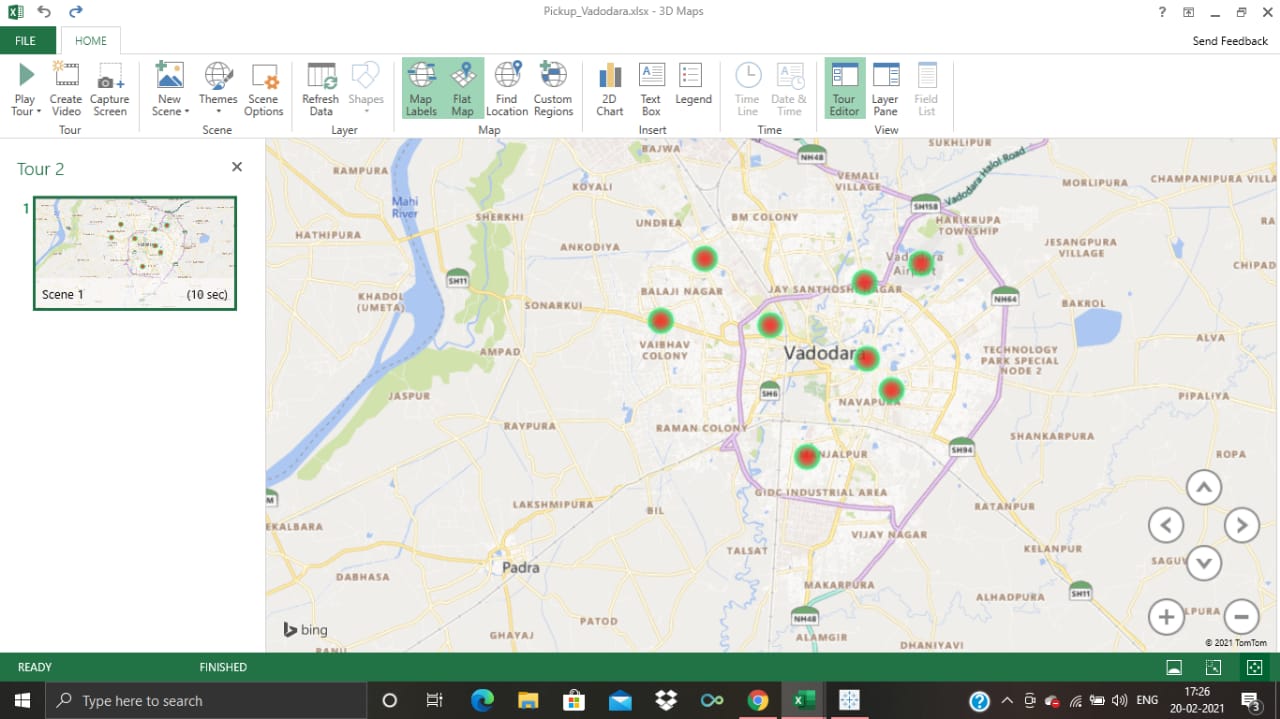 Pickup_Vadodara.xlsx - 3D Maps
?
FILE
HOME
Send Feedback
Play Tour
Create Video
Capture Screen
New Scene
Themes
Scene Options
Refresh Data
Shapes
Map Labels
Flat Map
Find Location
Custom Regions
2D Chart
Text Box
Legend
Time Line
Date & Time
Tour Editor
Layer Pane
Field List
Tour
Scene
Layer
Map
Insert
Time
View
Tour 2
1
Scene 1
(10 sec)
BAJWA
NH48
SUKHLIPUR
RAMPURA
KOYALI
VEMALI VILLAGE
Vadodara Halol Road
MORLIPURA
CHAMPANIPURA VILLA
Mahi River
SHERKHI
UNDREA
BM COLONY
SH158
HARIKRUPA TOWNSHIP
RA
HATHIPURA
ANKODIYA
JESANGPURA VILLAGE
CHIPAD
SH11
BALAJI NAGAR
JAY SANTHOSHI NAGAR
NH64
KHADOL (UMETA)
SONARKUI
BAKROL
VAIBHAV COLONY
Vadodara
TECHNOLOGY PARK SPECIAL NODE 2
ALVA
AMPAD
JASPUR
SH6
NAVAPURA
PIPALIYA
RAYPURA
RAMAN COLONY
SHANKARPURA
SH94
ROPA
GIDC INDUSTRIAL AREA
M
LAKSHMIPURA
BIL
RATANPUR
EKALBARA
VIJAY NAGAR
TALSAT
KELANPUR
SAGUV
Padra
DABHASA
MAKARPURA
ALHADPURA
SH11
LPURA
NH48
PATOD
GHAYAJ
ALAMGIR
DHANIYAVI
bing
© 2021 TomTom
READY
FINISHED
Type here to search
ENG
17:26
20-02-2021
3